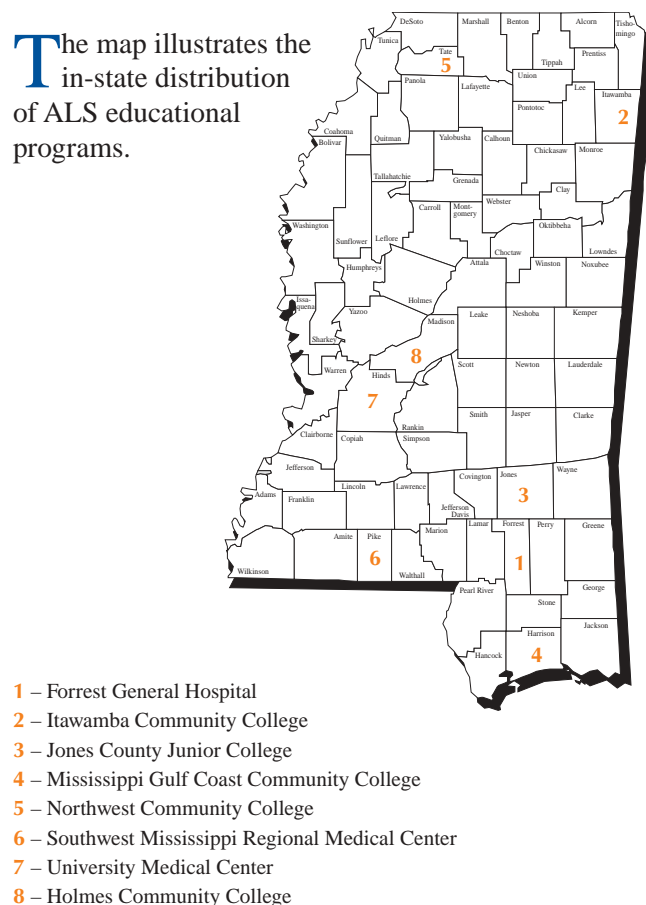 The map illustrates the
in-state distribution
of ALS educational
programs.
DeSoto
Marshall
Benton
Alcorn
Tisho-
mingo
Tunica
Tate
5
Tippah
Prentiss
Panola
Lafayette
Union
Lee
Itawamba
2
Pontotoc
Coahoma
Quitman
Yalobusha
Calhoun
Bolivar
Chickasaw
Monroe
Tallahatchie
Grenada
Clay
Carroll
Mont-
gomery
Webster
Washington
Sunflower
Leflore
Oktibbeha
Choctaw
Lowndes
Humphreys
Attala
Winston
Noxubee
Issa-
quena
Holmes
Yazoo
Madison
Leake
Neshoba
Kemper
Sharkey
8
Warren
Hinds
Scott
Newton
Lauderdale
7
Smith
Jasper
Clarke
Rankin
Clairborne
Copiah
Simpson
Jefferson
Covington
Jones
Wayne
Lincoln
Lawrence
3
Adams
Franklin
Jefferson
Davis
Marion
Lamar
Forrest
Perry
Greene
Amite
Pike
6
1
Wilkinson
Walthall
Pearl River
George
Stone
Jackson
Harrison
Hancock
4
1 – Forrest General Hospital
2 – Itawamba Community College
3 – Jones County Junior College
4 – Mississippi Gulf Coast Community College
5 – Northwest Community College
6 – Southwest Mississippi Regional Medical Center
7 – University Medical Center
8 – Holmes Community College